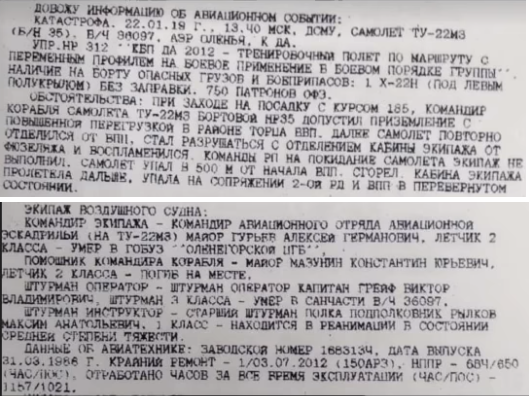 ДОВОЖУ ИНФОРМАЦИЮ ОБ АВИАЦИОННОМ СОБЫТИИ:
КАТАСТРОФА. 22.01.19 Г., 13.40 МСК, ДСМУ, САМОЛЕТ ТУ-22М3
(Б/Н 35), В/Ч 36097, АЭР ОЛЕНЬЯ, К ДА.
УПР.НР 312 "КБП ДА 2012 - ТРЕНИРОВОЧНЫЙ ПОЛЕТ ПО МАРШРУТУ С
ПЕРЕМЕННЫМ ПРОФИЛЕМ НА БОЕВОЕ ПРИМЕНЕНИЕ В БОЕВОМ ПОРЯДКЕ ГРУППЫ"
НАЛИЧИЕ НА БОРТУ ОПАСНЫХ ГРУЗОВ И БОЕПРИПАСОВ: 1 Х-22Н (ПОД ЛЕВЫМ
ПОЛУКРЫЛОМ) БЕЗ ЗАПРАВКИ. 750 ПАТРОНОВ ОФЗ.
ОБСТОЯТЕЛЬСТВА: ПРИ ЗАХОДЕ НА ПОСАДКУ С КУРСОМ 185, КОМАНДИР
КОРАБЛЯ САМОЛЕТА ТУ-22М3 БОРТОВОЙ НР35 ДОПУСТИЛ ПРИЗЕМЛЕНИЕ С
ПОВЫШЕННОЙ ПЕРЕГРУЗКОЙ В РАЙОНЕ ТОРЦА ВПП. ДАЛЕЕ САМОЛЕТ ПОВТОРНО
ОТДЕЛИЛСЯ ОТ ВПП, СТАЛ РАЗРУШАТЬСЯ С ОТДЕЛЕНИЕМ КАБИНЫ ЭКИПАЖА ОТ
ФЮЗЕЛЯЖА И ВОСПЛАМЕНИЛСЯ. КОМАНДЫ РП НА ПОКИДАНИЕ САМОЛЕТА ЭКИПАЖ НЕ
ВЫПОЛНИЛ. САМОЛЕТ УПАЛ В 500 М ОТ НАЧАЛА ВПП. СГОРЕЛ. КАБИНА ЭКИПАЖА
ПРОЛЕТЕЛА ДАЛЬШЕ, УПАЛА НА СОПРЯЖЕНИИ 2-ОЙ РД И ВПП В ПЕРЕВЕРНУТОМ
СОСТОЯНИИ.
ЭКИПАЖ ВОЗДУШНОГО СУДНА:
КОМАНДИР ЭКИПАЖА - КОМАНДИР АВИАЦИОННОГО ОТРЯДА АВИАЦИОННОЙ
ЭСКАДРИЛЬИ (НА ТУ-22М3) МАЙОР ГУРЬЕВ АЛЕКСЕЙ ГЕРМАНОВИЧ, ЛЕТЧИК 2
КЛАССА - УМЕР В ГОБУЗ "ОЛЕНЕГОРСКОЙ ЦГБ",
ПОМОШНИК КОМАНДИРА КОРАБЛЯ - МАЙОР МАЗУНИН КОНСТАНТИН ЮРЬЕВИЧ,
ЛЕТЧИК 2 КЛАССА - ПОГИБ НА МЕСТЕ.
ШТУРМАН ОПЕРАТОР - ШТУРМАН ОПЕРАТОР КАПИТАН ГРЕЙФ ВИКТОР
ВЛАДИМИРОВИЧ, ШТУРМАН 3 КЛАССА - УМЕР В САНЧАСТИ В/Ч 36097.
ШТУРМАН ИНСТРУКТОР - СТАРШИЙ ШТУРМАН ПОЛКА ПОДПОЛКОВНИК РЫЛКОВ
МАКСИМ АНАТОЛЬЕВИЧ, 1 КЛАСС - НАХОДИТСЯ В РЕАНИМАЦИИ В СОСТОЯНИИ
СРЕДНЕЙ СТЕПЕНИ ТЯЖЕСТИ.
ДАННЫЕ ОБ АВИАТЕХНИКЕ: ЗАВОДСКОЙ НОМЕР 1683134, ДАТА ВЫПУСКА
31.03.1986 Г. КРАЙНИЙ РЕМОНТ - 1/03.07.2012 (150АРЗ). НППР - 684/650
(ЧАС/ПОС), ОТРАБОТАНО ЧАСОВ ЗА ВСЕ ВРЕМЯ ЭКСПЛУАТАЦИИ (ЧАС/ПОС) -
1157/1021.